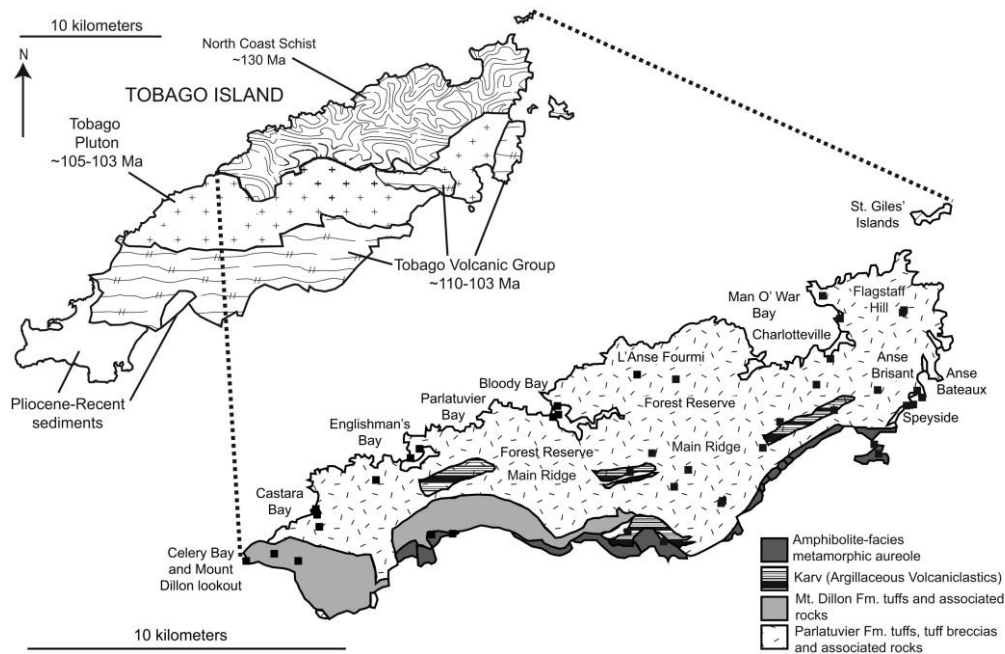 10 kilometers
N
North Coast Schist
~130 Ma
TOBAGO ISLAND
Tobago
Pluton
~105-103 Ma
St. Giles'
Islands
Tobago Volcanic Group
~110-103 Ma
Man O' War
Bay
Flagstaff
Hill
Charlotteville
L'Anse Fourmi
Anse
Brisant
Anse
Bateaux
Bloody Bay
Parlatuvier
Bay
Forest Reserve
Speyside
Pliocene-Recent
sediments
Englishman's
Bay
Main Ridge
Forest Reserve
Main Ridge
Castara
Bay
Celery Bay
and Mount
Dillon lookout
Amphibolite-facies
metamorphic aureole
Karv (Argillaceous Volcaniclastics)
Mt. Dillon Fm. tuffs and associated
rocks
Parlatuvier Fm. tuffs, tuff breccias
and associated rocks
10 kilometers